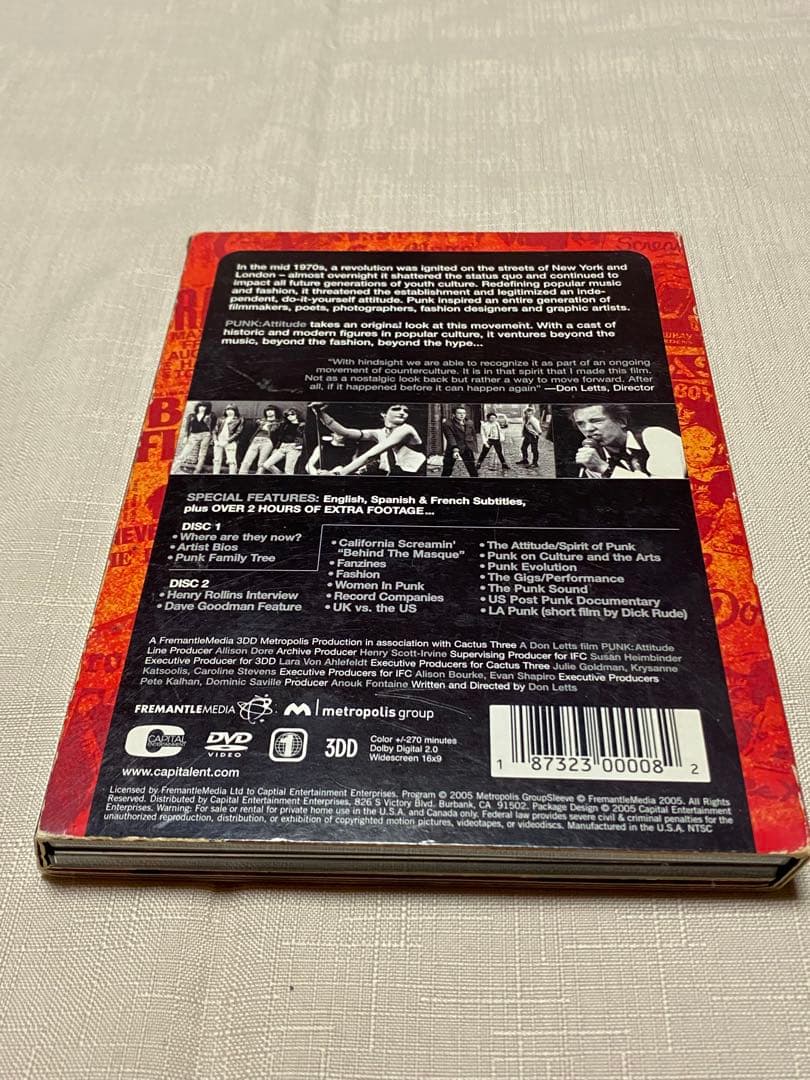 Screa
In the mid 1970s, a revolution was ignited on the streets of New York and
London – almost overnight it shattered the status quo and continued to
impact all future generations of youth culture. Redefining popular music
and fashion, it threatened the establishment and legitimized an inde-
pendent, do-it-yourself attitude. Punk inspired an entire generation of
filmmakers, poets, photographers, fashion designers and graphic artists.
PUNK:Attitude takes an original look at this movement. With a cast of
historic and modern figures in popular culture, it ventures beyond the
music, beyond the fashion, beyond the hype...
"With hindsight we are able to recognize it as part of an ongoing
movement of counterculture. It is in that spirit that I made this film.
Not as a nostalgic look back but rather a way to move forward. After
all, if it happened before it can happen again" —Don Letts, Director
SPECIAL FEATURES: English, Spanish & French Subtitles,
plus OVER 2 HOURS OF EXTRA FOOTAGE...
DISC 1
• Where are they now?
• Artist Bios
• Punk Family Tree
DISC 2
• Henry Rollins Interview
• Dave Goodman Feature
• California Screamin'
"Behind The Masque"
• Fanzines
• Fashion
• Women In Punk
• Record Companies
• UK vs. the US
• The Attitude/Spirit of Punk
• Punk on Culture and the Arts
• Punk Evolution
• The Gigs/Performance
• The Punk Sound
• US Post Punk Documentary
• LA Punk (short film by Dick Rude)
A FremantleMedia 3DD Metropolis Production in association with Cactus Three A Don Letts film PUNK:Attitude
Line Producer Allison Dore Archive Producer Henry Scott-Irvine Supervising Producer for IFC Susan Heimbinder
Executive Producer for 3DD Lara Von Ahlefeldt Executive Producers for Cactus Three Julie Goldman, Krysanne
Katsoolis, Caroline Stevens Executive Producers for IFC Alison Bourke, Evan Shapiro Executive Producers
Pete Kalhan, Dominic Saville Producer Anouk Fontaine Written and Directed by Don Letts
FREMANTLEMEDIA metropolis group
CAPITAL
ENTERTAINMENT
DVD
VIDEO
1
3DD
Color +/-270 minutes
Dolby Digital 2.0
Widescreen 16x9
www.capitalent.com
1 87323 00008 2
Licensed by FremantleMedia Ltd to Captial Entertainment Enterprises. Program © 2005 Metropolis GroupSleeve © FremantleMedia 2005. All Rights
Reserved. Distributed by Capital Entertainment Enterprises, 826 S Victory Blvd. Burbank, CA 91502. Package Design © 2005 Capital Entertainment
Enterprises. Warning: For sale or rental for private home use in the U.S.A. and Canada only. Federal law provides severe civil & criminal penalties for the
unauthorized reproduction, distribution, or exhibition of copyrighted motion pictures, videotapes, or videodiscs. Manufactured in the U.S.A. NTSC